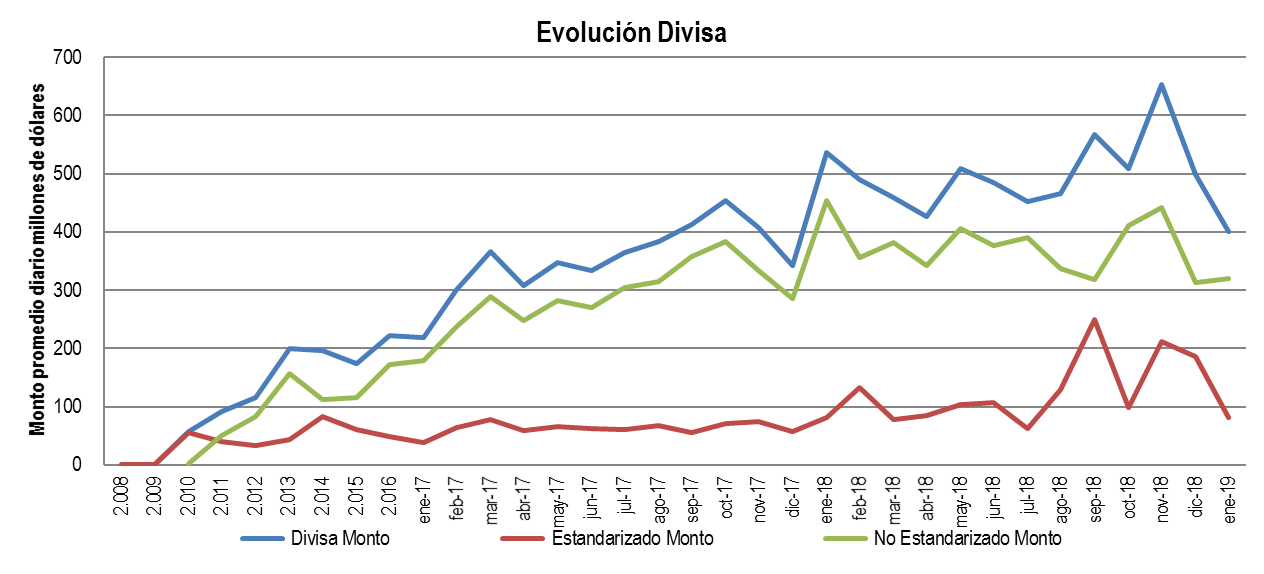 Evolución Divisa
Monto promedio diario millones de dólares
700
600
500
400
300
200
100
0
2.008
2.009
2.010
2.011
2.012
2.013
2.014
2.015
2.016
ene-17
feb-17
mar-17
abr-17
may-17
jun-17
jul-17
ago-17
sep-17
oct-17
nov-17
dic-17
ene-18
feb-18
mar-18
abr-18
may-18
jun-18
jul-18
ago-18
sep-18
oct-18
nov-18
dic-18
ene-19
Divisa Monto
Estandarizado Monto
No Estandarizado Monto